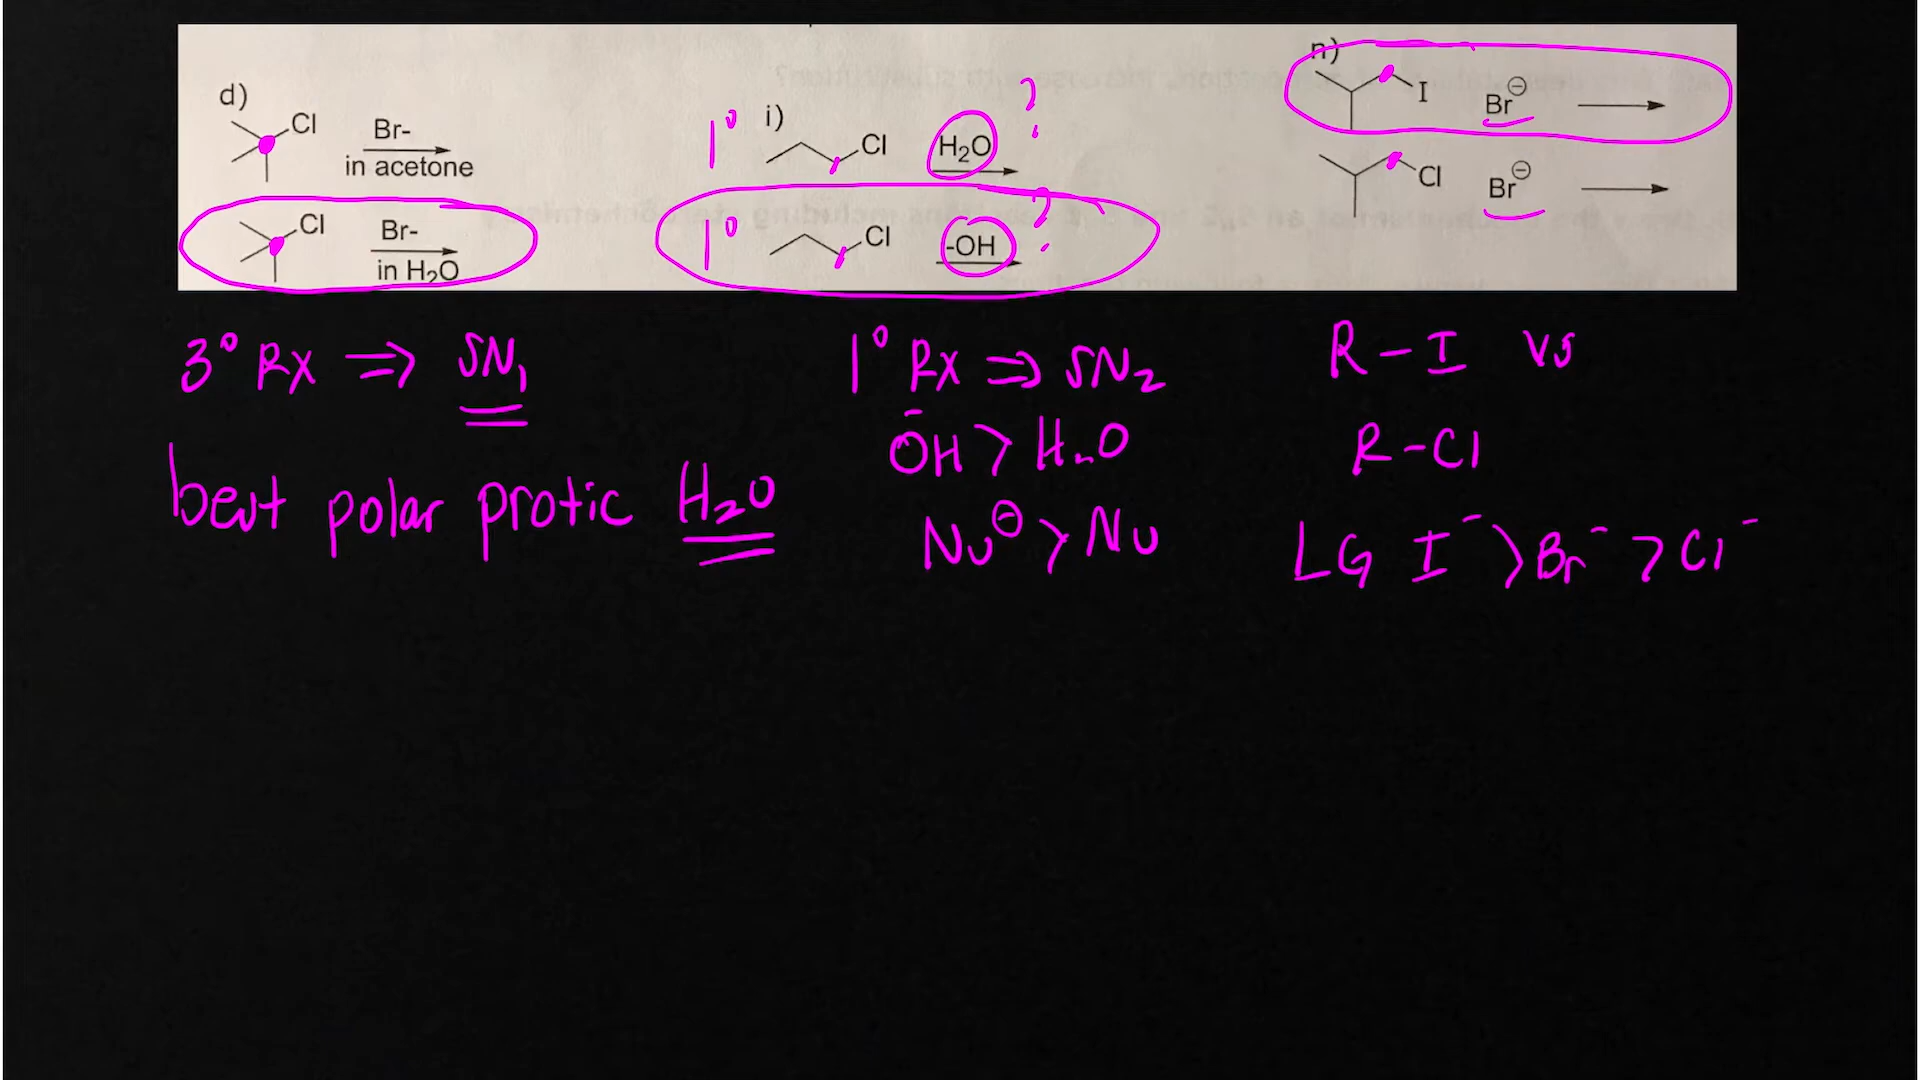 d)
Cl
Br-
in acetone
Cl
Br-
in H₂O
1° i)
Cl
H₂O
?
1°
Cl
-OH
?
n)
I
Br⊖
Cl
Br⊖
3° RX ⇒ SN₁
best polar protic H₂O
1° RX ⇒ SN₂
⁻OH > H₂O
Nu⊖ > Nu
R-I vs
R-Cl
LG I⁻ > Br⁻ > Cl⁻